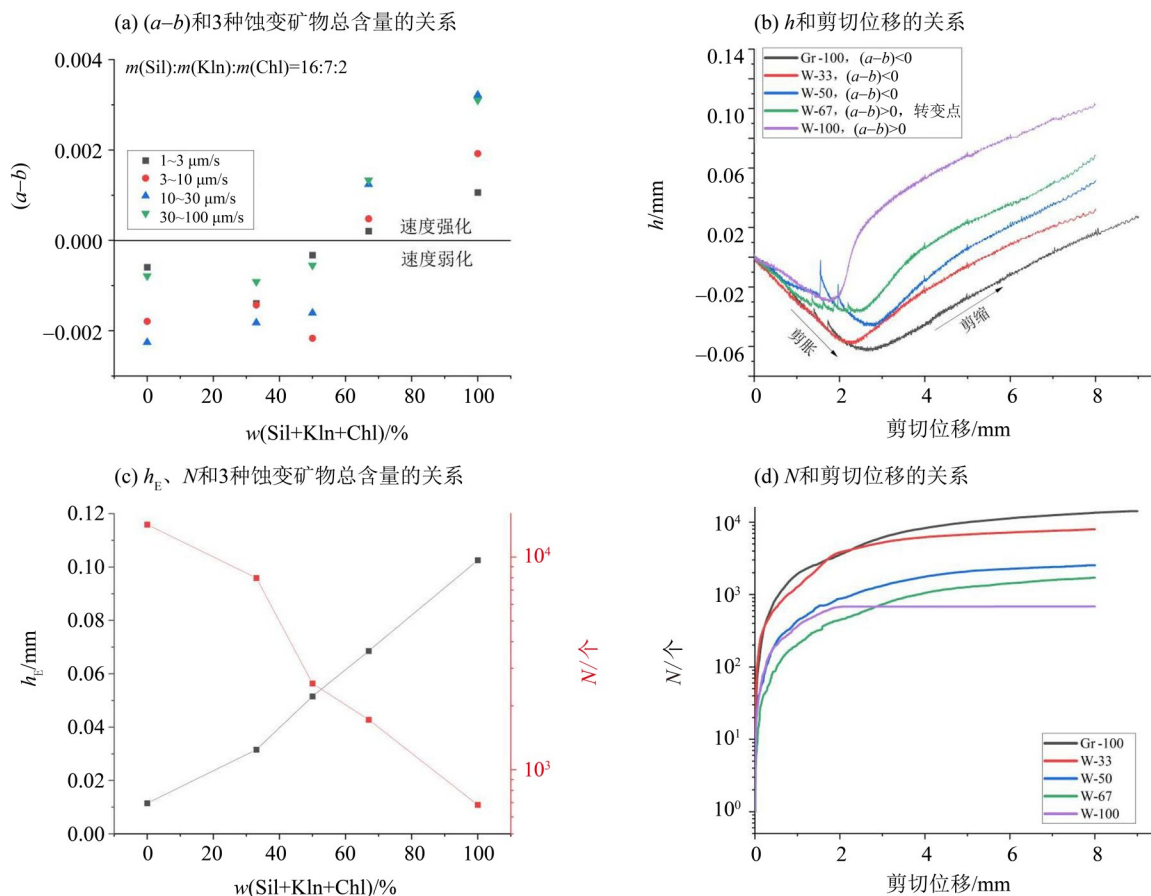 (a) (a–b)和3种蚀变矿物总含量的关系
m(Sil):m(Kln):m(Chl)=16:7:2
1~3 μm/s
3~10 μm/s
10~30 μm/s
30~100 μm/s
速度强化
速度弱化
0.004
0.002
0.000
−0.002
(a–b)
0 20 40 60 80 100
w(Sil+Kln+Chl)/%
(b) h和剪切位移的关系
Gr-100，(a–b)<0
W-33，(a–b)<0
W-50，(a–b)<0
W-67，(a–b)>0，转变点
W-100，(a–b)>0
0.14
0.10
0.06
0.02
−0.02
−0.06
h/mm
剪胀
剪缩
0 2 4 6 8
剪切位移/mm
(c) hE、N和3种蚀变矿物总含量的关系
0.12
0.10
0.08
0.06
0.04
0.02
0.00
hE/mm
10⁴
10³
N/个
0 20 40 60 80 100
w(Sil+Kln+Chl)/%
(d) N和剪切位移的关系
10⁴
10³
10²
10¹
10⁰
N/个
Gr-100
W-33
W-50
W-67
W-100
0 2 4 6 8
剪切位移/mm